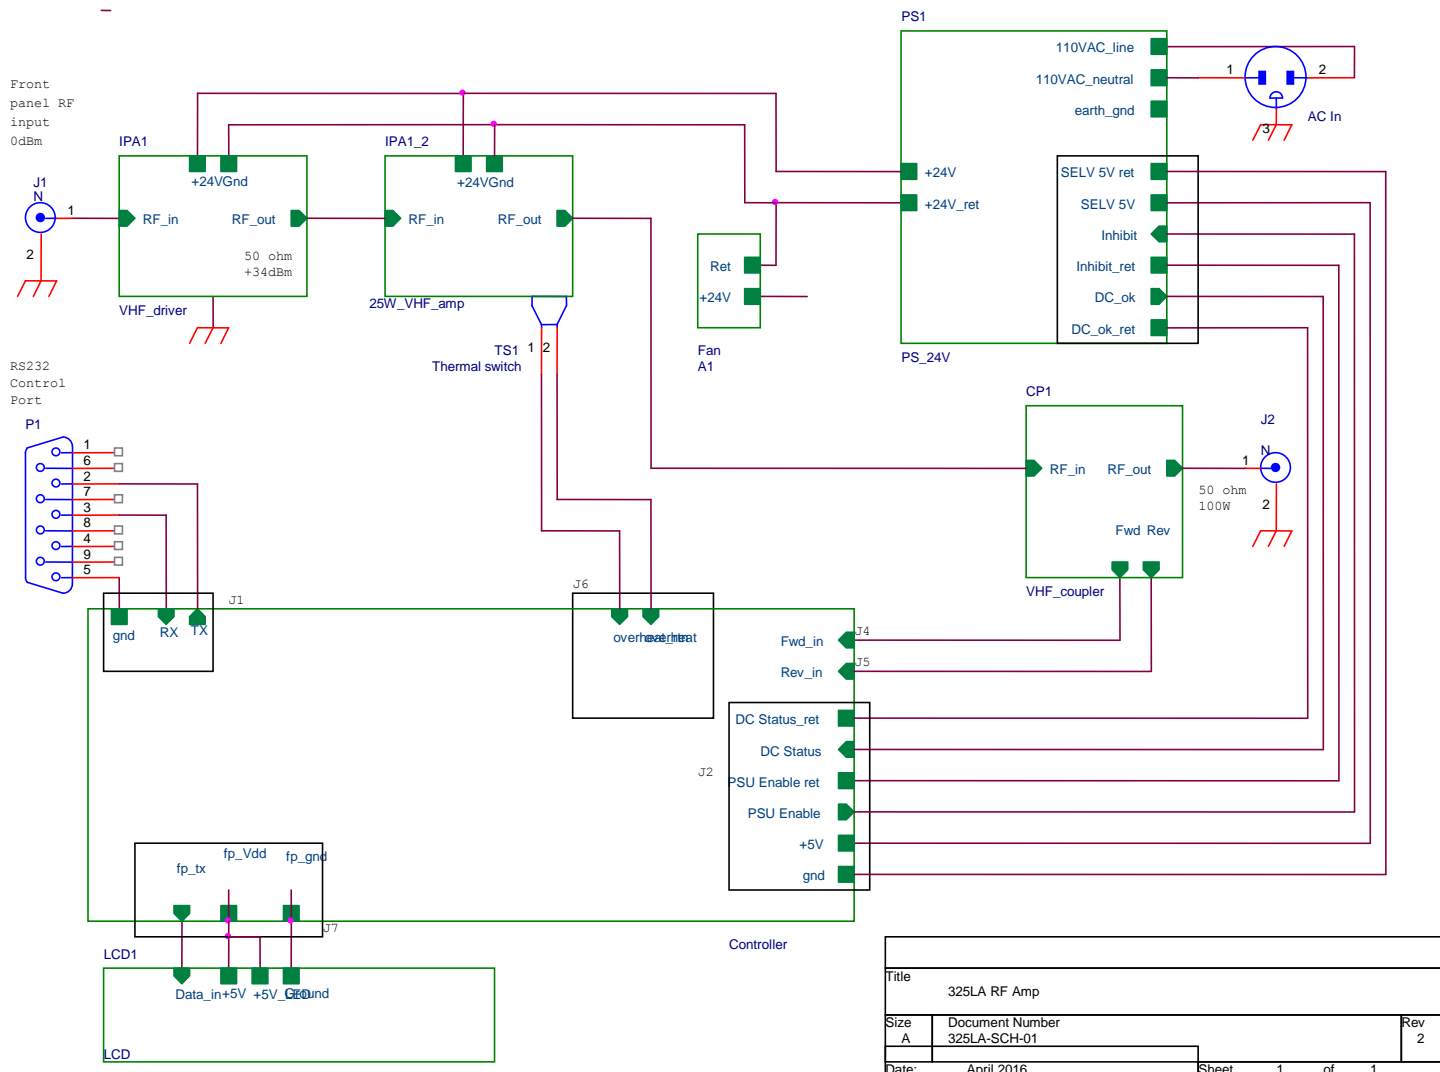 PS1
110VAC_line
110VAC_neutral
earth_gnd
1
2
3
AC In
Front
panel RF
input
0dBm
IPA1
IPA1_2
+24VGnd
+24VGnd
+24V
+24V_ret
SELV 5V ret
SELV 5V
Inhibit
Inhibit_ret
DC_ok
DC_ok_ret
J1
N
1
2
RF_in
RF_out
RF_in
RF_out
50 ohm
+34dBm
VHF_driver
25W_VHF_amp
Ret
+24V
Fan
A1
PS_24V
TS1
1
2
Thermal switch
RS232
Control
Port
P1
1
6
2
7
3
8
4
9
5
CP1
J2
N
1
2
RF_in
RF_out
50 ohm
100W
Fwd
Rev
VHF_coupler
J1
gnd
RX
TX
J6
overheat_rtn
overheat
Fwd_in
J4
Rev_in
J5
DC Status_ret
DC Status
J2
PSU Enable ret
PSU Enable
+5V
gnd
fp_tx
fp_Vdd
fp_gnd
J7
Controller
LCD1
Data_in
+5V
+5V_LED
Ground
LCD
Title
325LA RF Amp
Size
Document Number
Rev
A
325LA-SCH-01
2
Date:
April 2016
Sheet
1
of
1